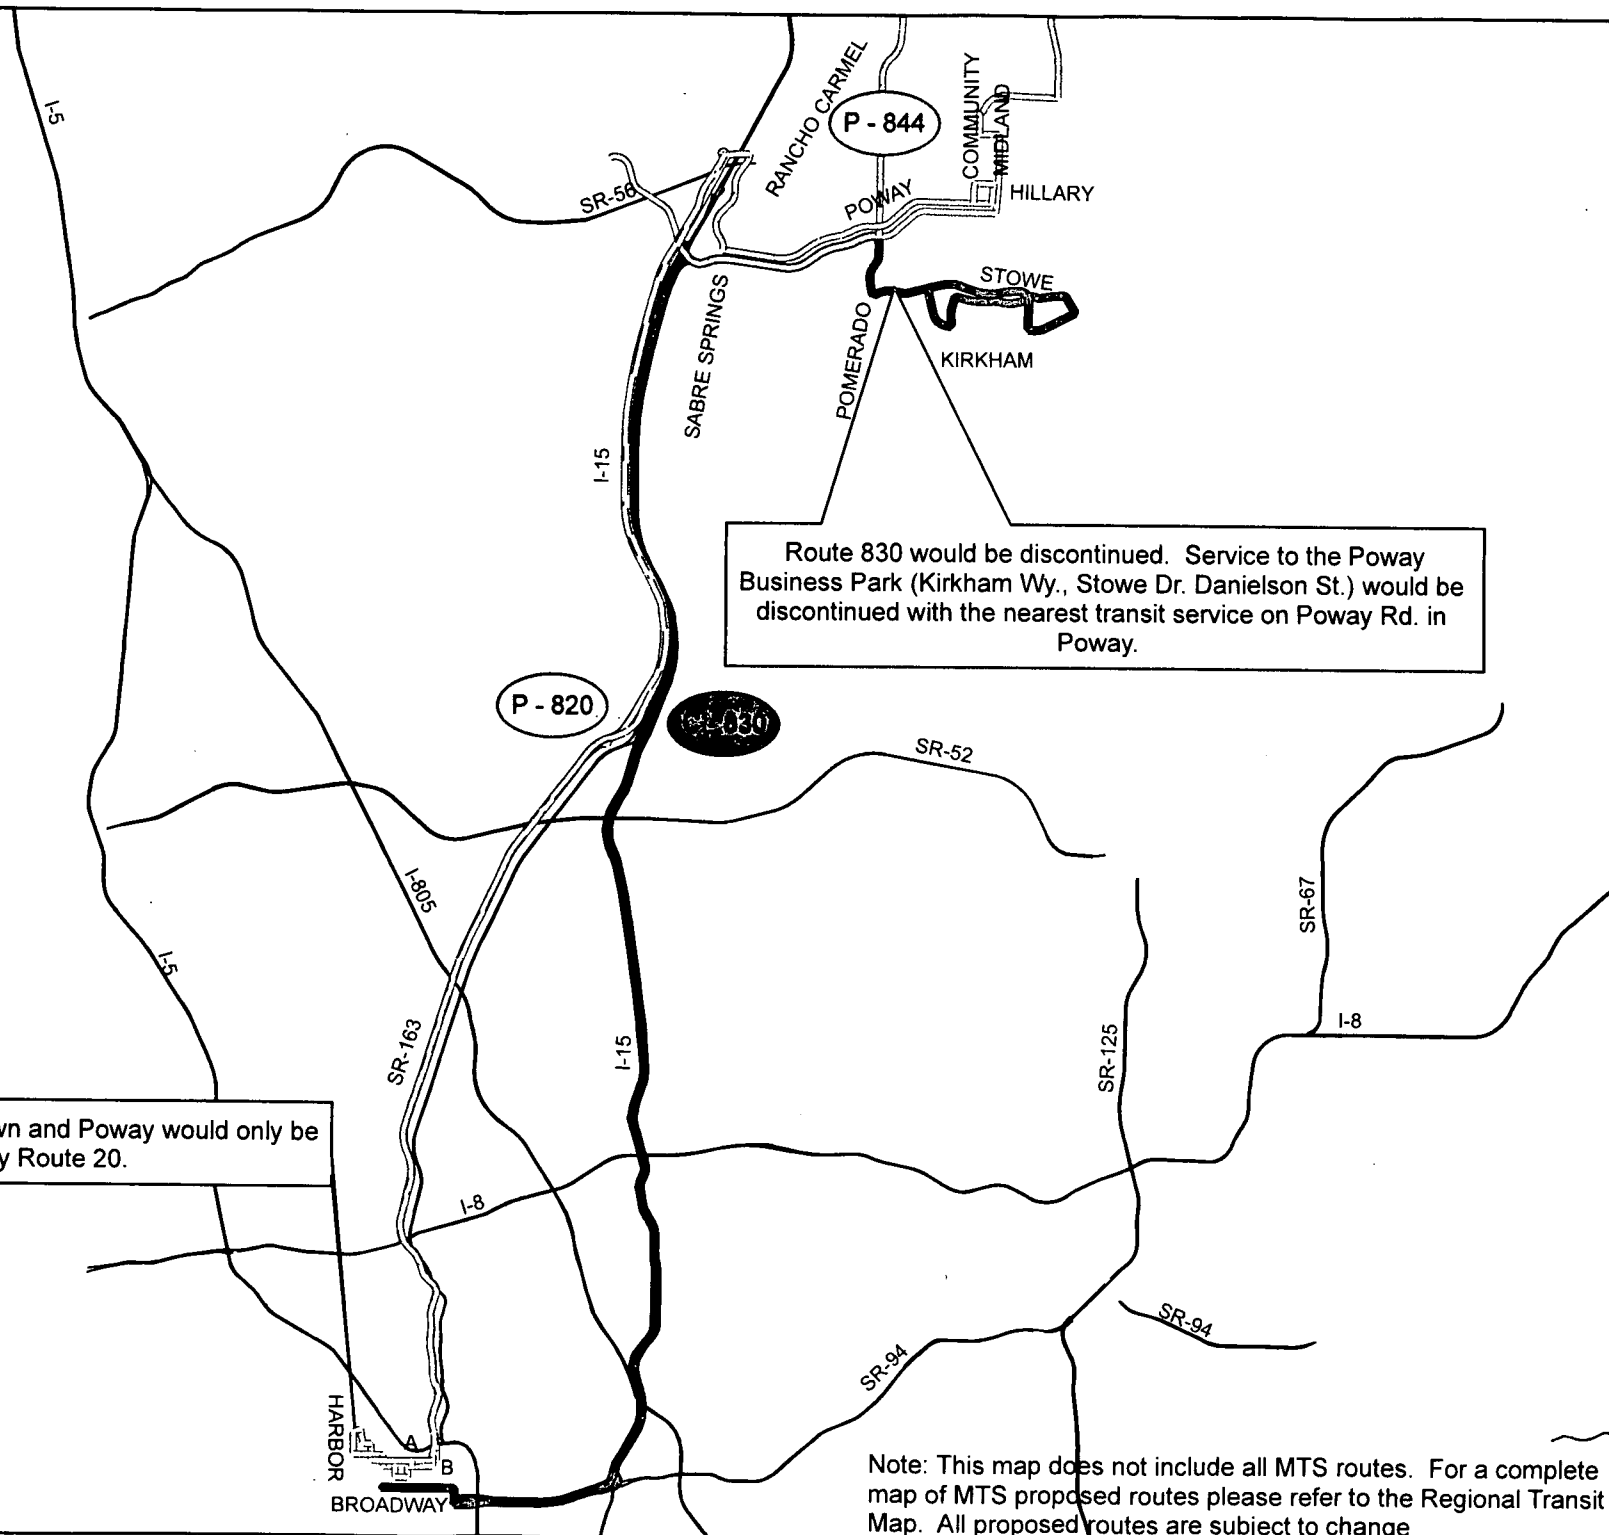 I-5
RANCHO CARMEL
P - 844
COMMUNITY
MIDLAND
HILLARY
SR-56
POWAY
STOWE
SABRE SPRINGS
POMERADO
KIRKHAM
I-15
Route 830 would be discontinued.  Service to the Poway
Business Park (Kirkham Wy., Stowe Dr. Danielson St.) would be
discontinued with the nearest transit service on Poway Rd. in
Poway.
P - 820
830
SR-52
I-805
SR-67
I-5
SR-163
I-15
SR-125
I-8
wn and Poway would only be
y Route 20.
I-8
SR-94
SR-94
HARBOR
A
B
BROADWAY
Note: This map does not include all MTS routes.  For a complete
map of MTS proposed routes please refer to the Regional Transit
Map.  All proposed routes are subject to change